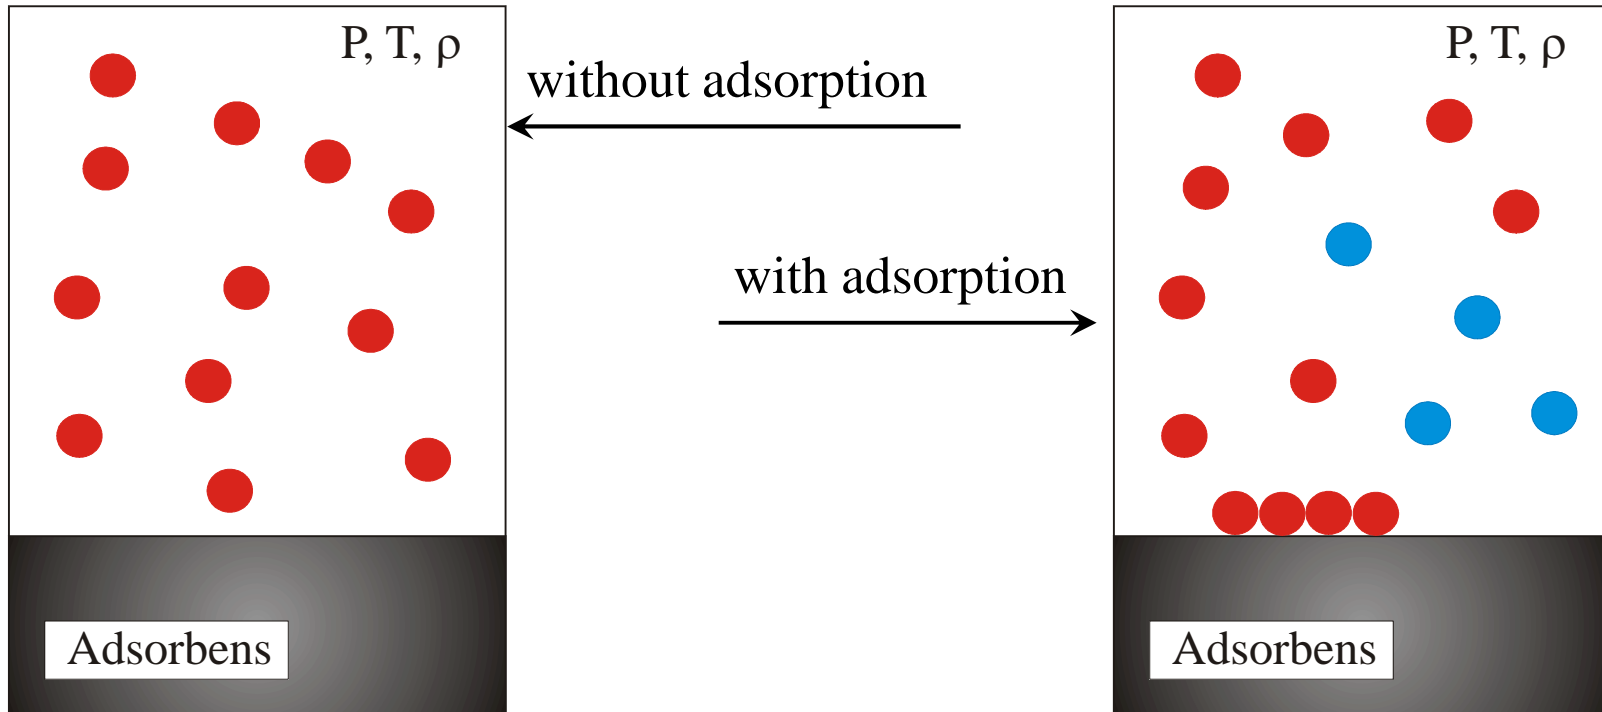 P, T, ρ
without adsorption
with adsorption
Adsorbens
P, T, ρ
Adsorbens